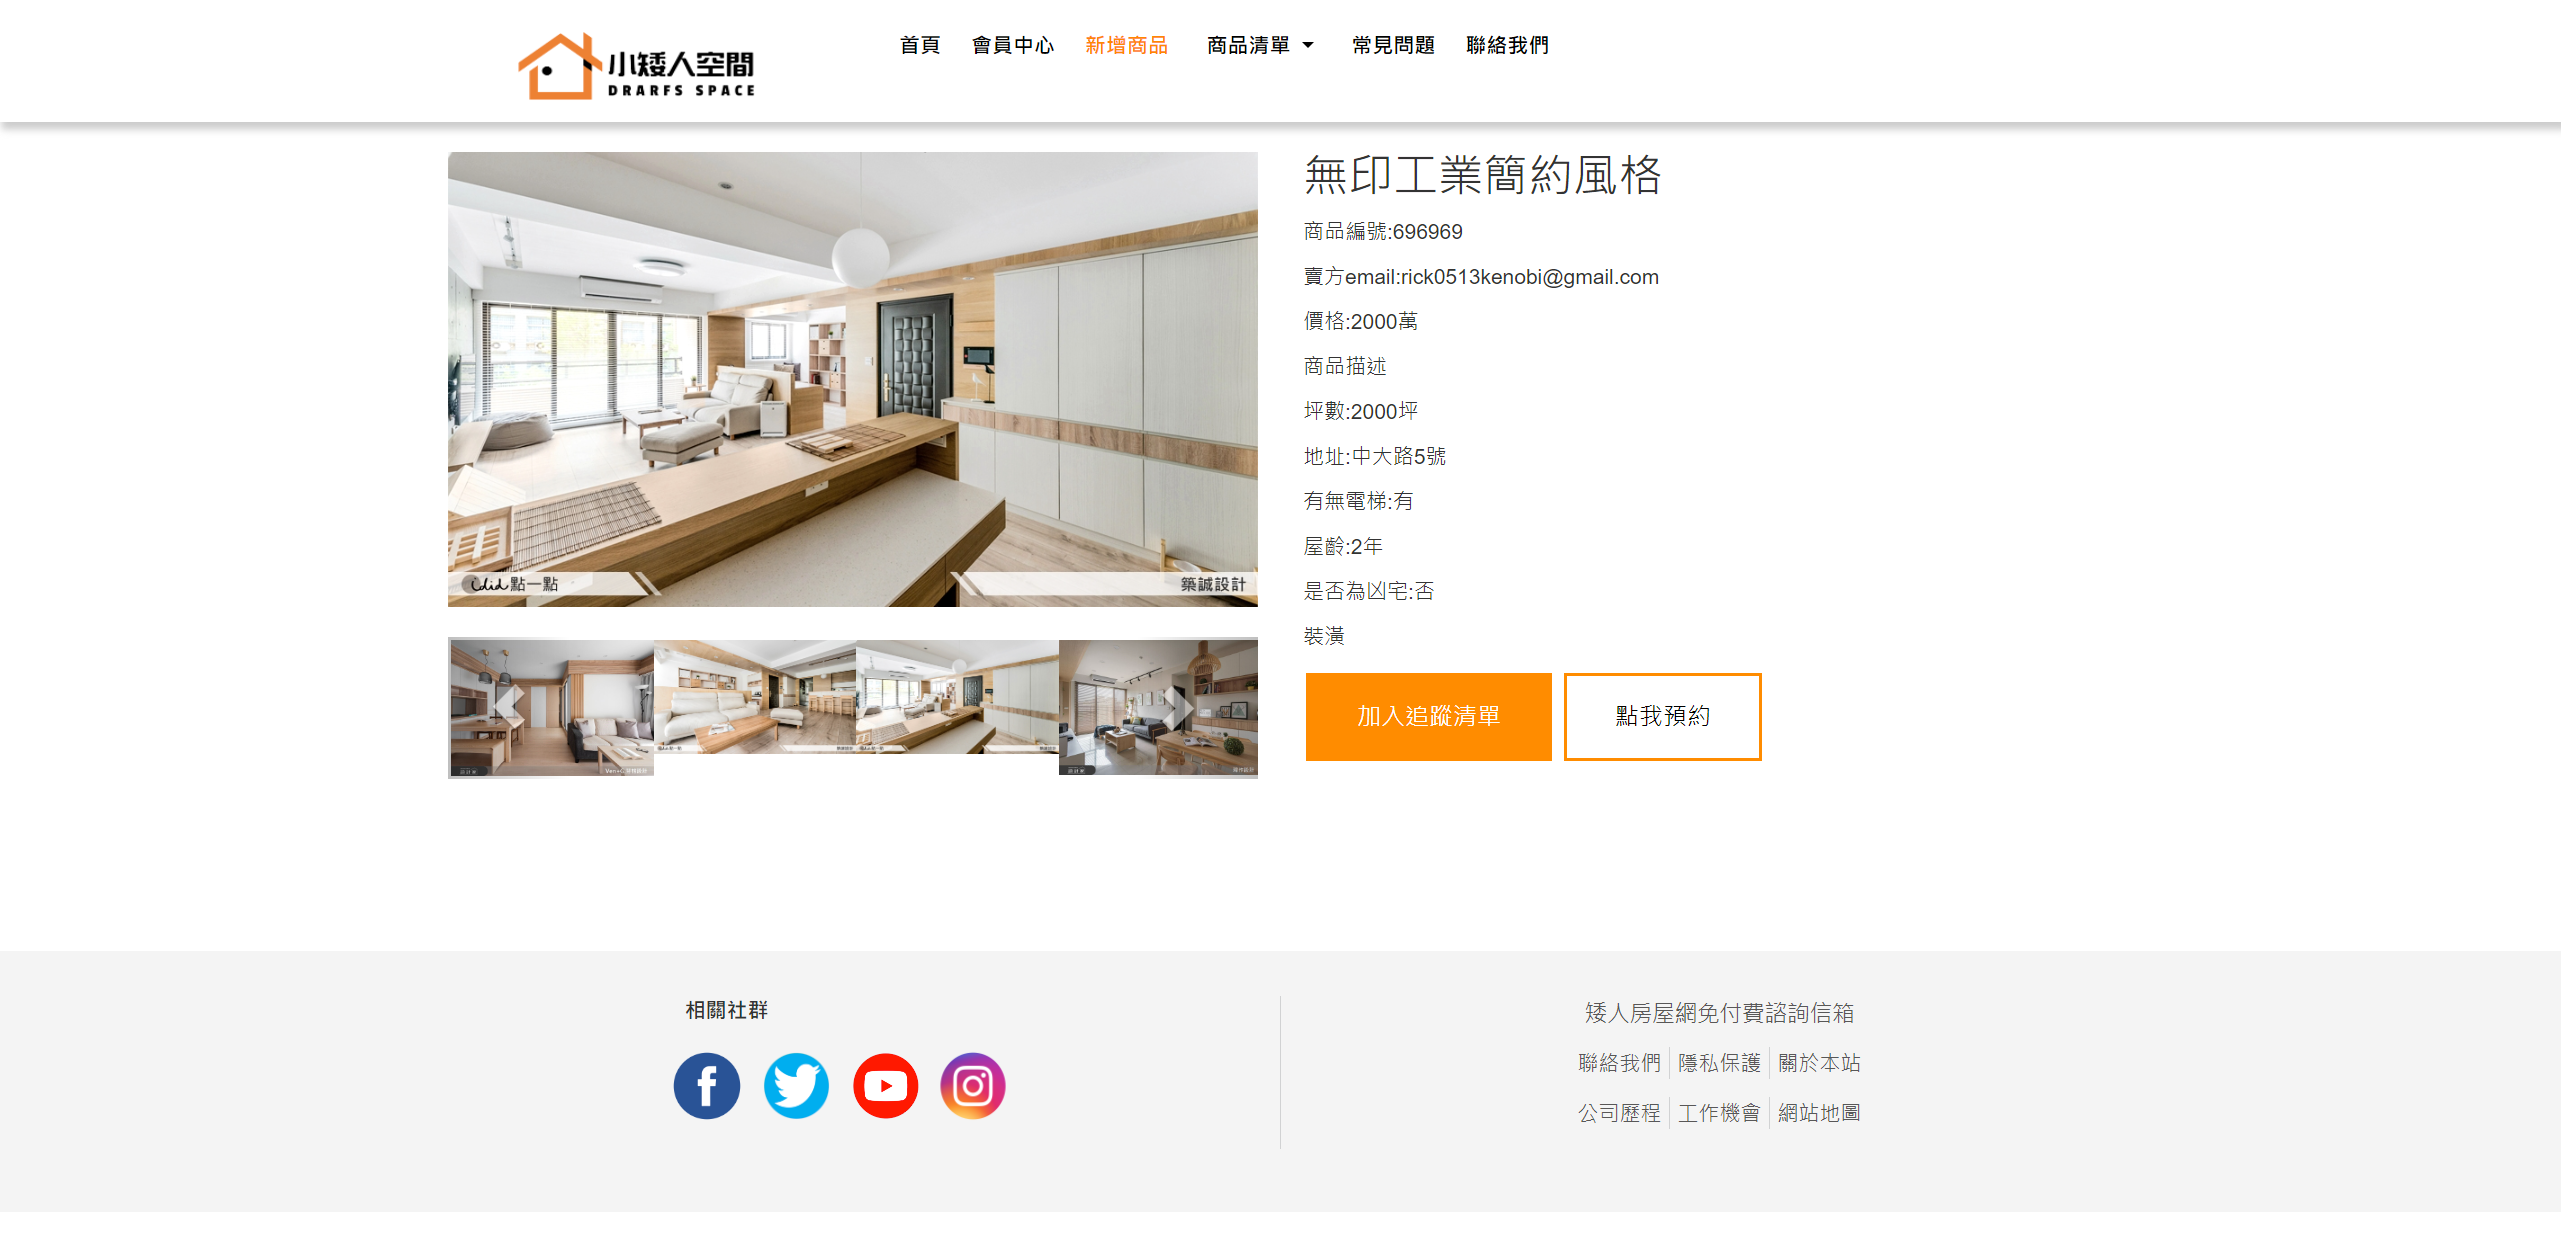 小矮人空間
DRARFS SPACE
首頁 會員中心 新增商品 商品清單 常見問題 聯絡我們
無印工業簡約風格
商品編號:696969
賣方email:rick0513kenobi@gmail.com
價格:2000萬
商品描述
坪數:2000坪
地址:中大路5號
有無電梯:有
屋齡:2年
是否為凶宅:否
裝潢
idid 點一點
築誠設計
加入追蹤清單
點我預約
相關社群
矮人房屋網免付費諮詢信箱
聯絡我們 隱私保護 關於本站
公司歷程 工作機會 網站地圖